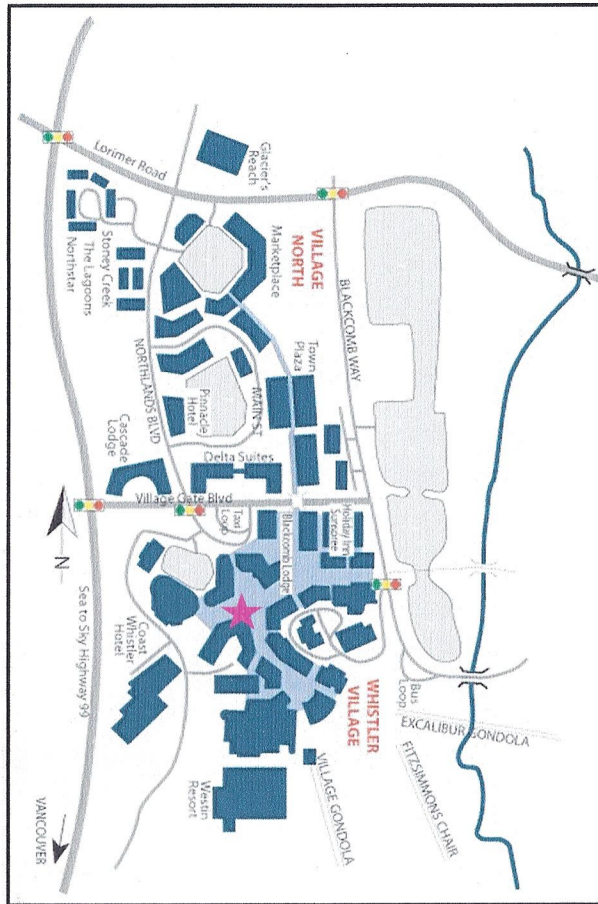 Lorimer Road
Glacier's
Reach
VILLAGE
NORTH
Marketplace
Stoney Creek
The Lagoons
Northstar
BLACKCOMB WAY
Town
Plaza
MAIN ST
Pinnacle
Hotel
NORTHLANDS BLVD
Cascade
Lodge
Delta Suites
Village Gate Blvd
Taxi
Loop
Blackcomb Lodge
Holiday Inn
Sunspree
N
Sea to Sky Highway 99
Coast
Whistler
Hotel
WHISTLER
VILLAGE
Bus
Loop
EXCALIBUR GONDOLA
FITZSIMMONS CHAIR
VILLAGE GONDOLA
Westin
Resort
VANCOUVER